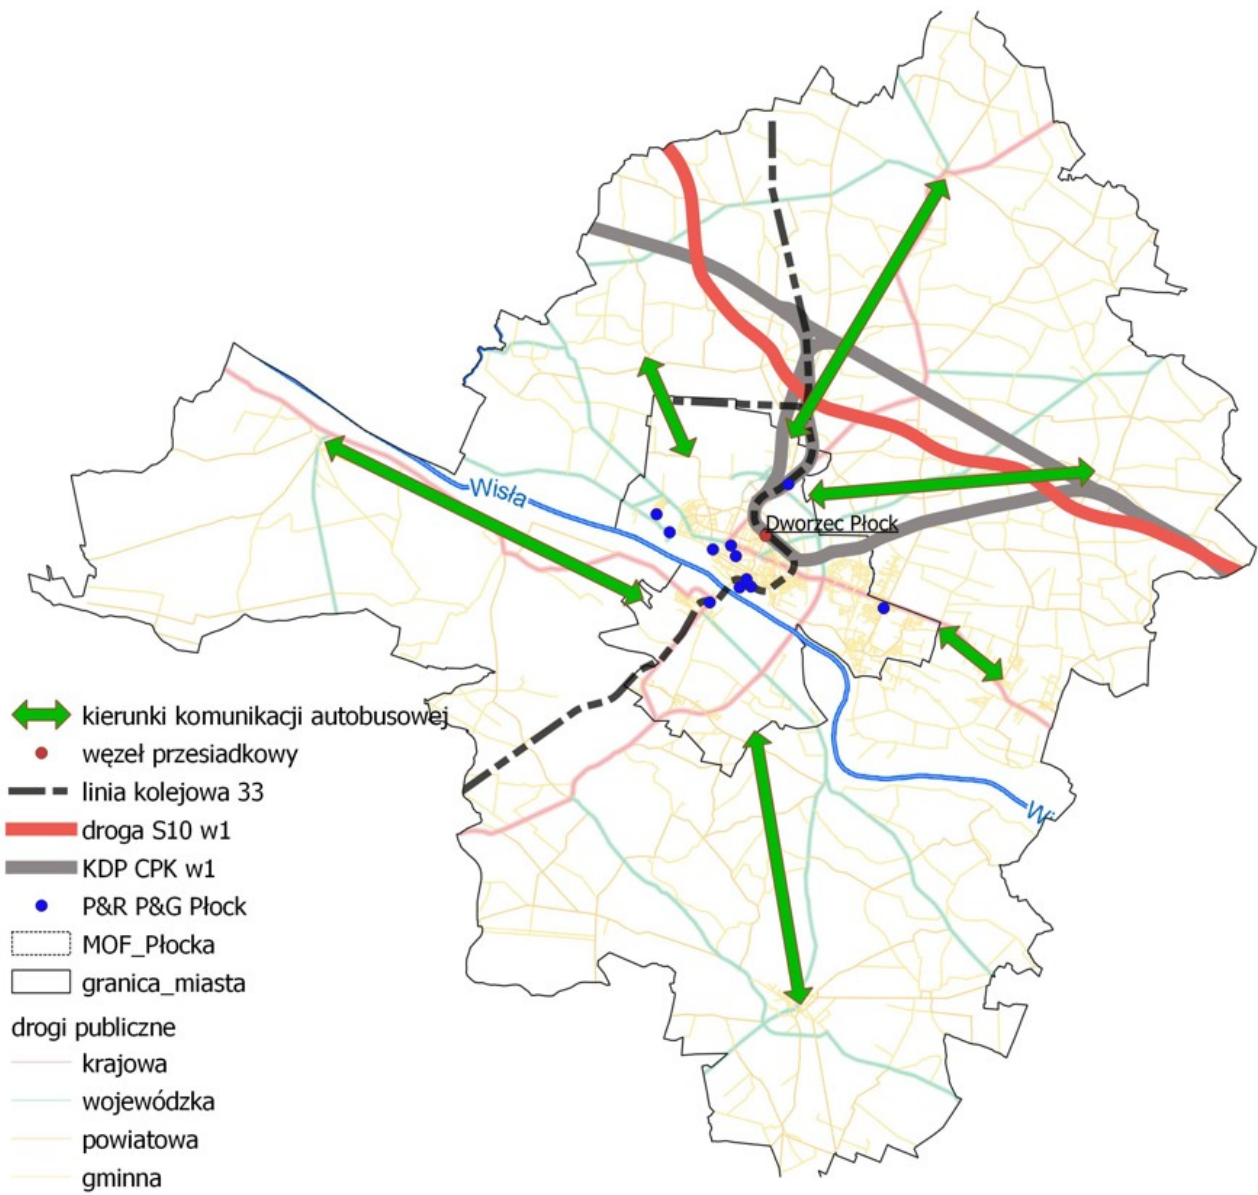 Wisła
Dworzec Płock
Wi
kierunki komunikacji autobusowej
węzeł przesiadkowy
linia kolejowa 33
droga S10 w1
KDP CPK w1
P&R P&G Płock
MOF_Płocka
granica_miasta
drogi publiczne
krajowa
wojewódzka
powiatowa
gminna